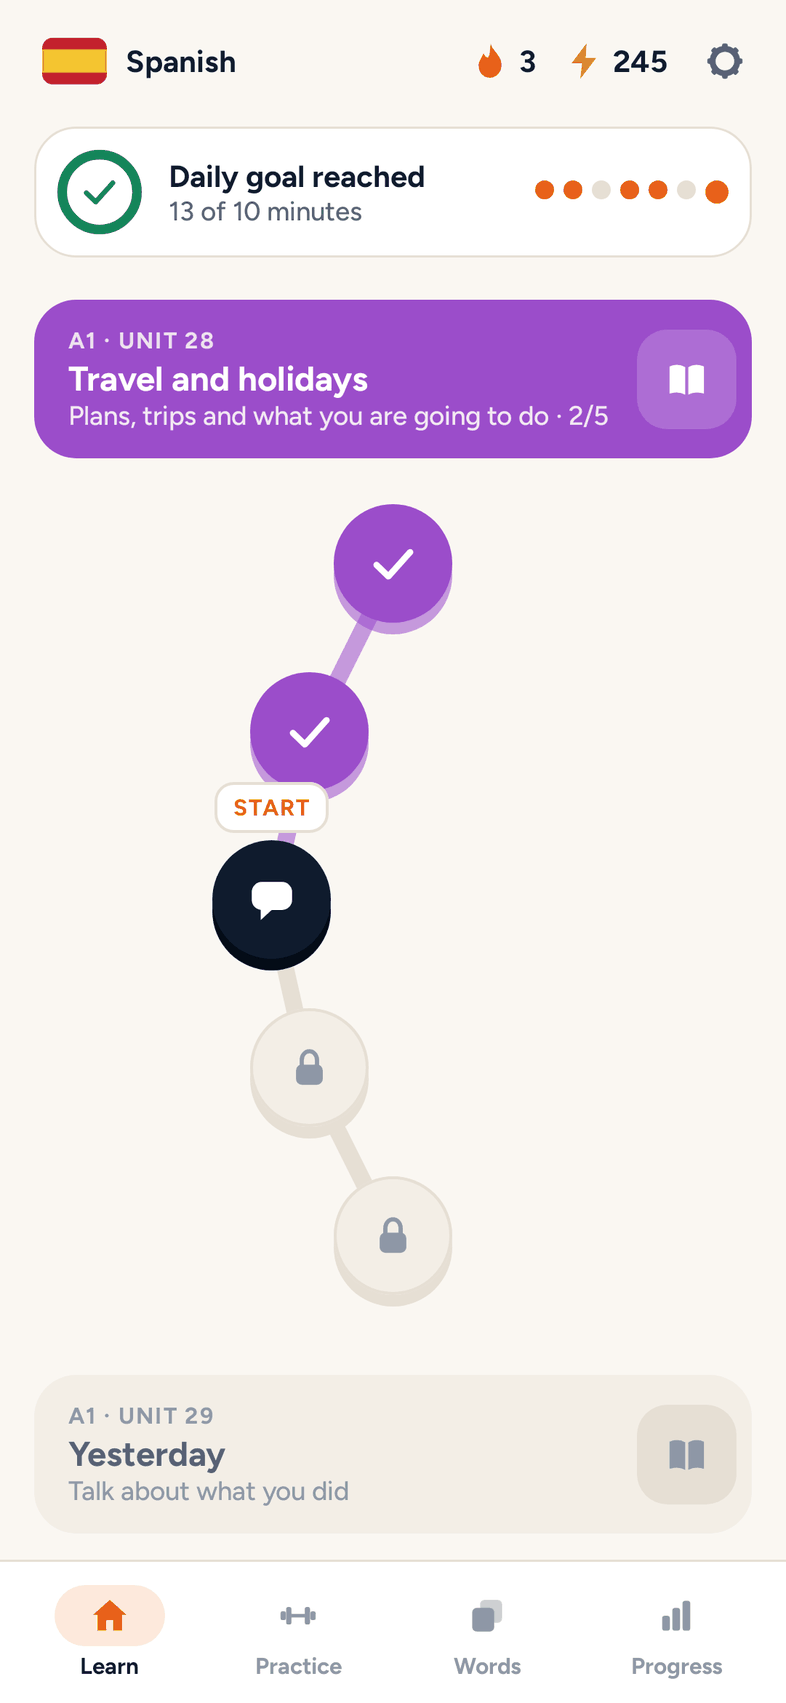 Spanish
3
245
Daily goal reached
13 of 10 minutes
A1 · UNIT 28
Travel and holidays
Plans, trips and what you are going to do · 2/5
START
A1 · UNIT 29
Yesterday
Talk about what you did
Learn
Practice
Words
Progress